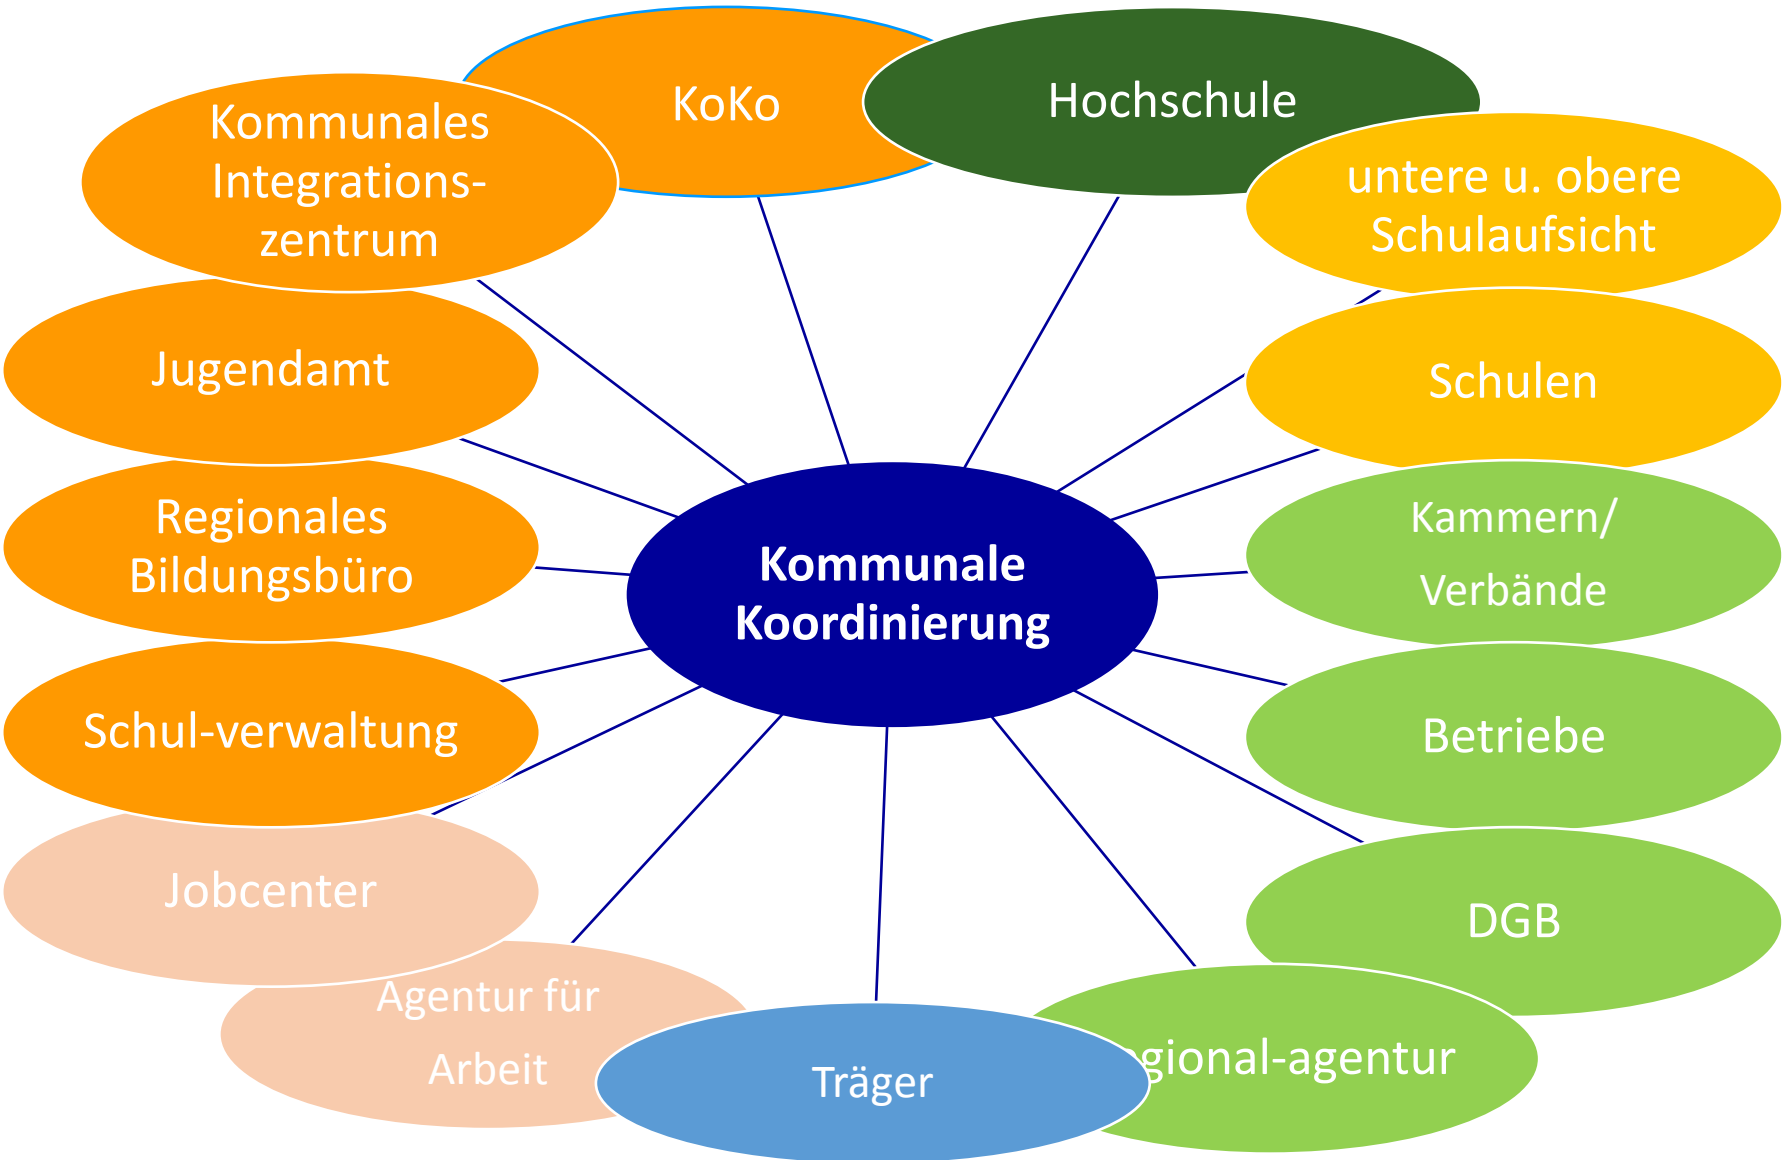 KoKo
Hochschule
Kommunales
Integrations-
zentrum
untere u. obere
Schulaufsicht
Jugendamt
Schulen
Regionales
Bildungsbüro
Kammern/
Verbände
Kommunale
Koordinierung
Schul-verwaltung
Betriebe
Jobcenter
DGB
Agentur für
Arbeit
Träger
gional-agentur